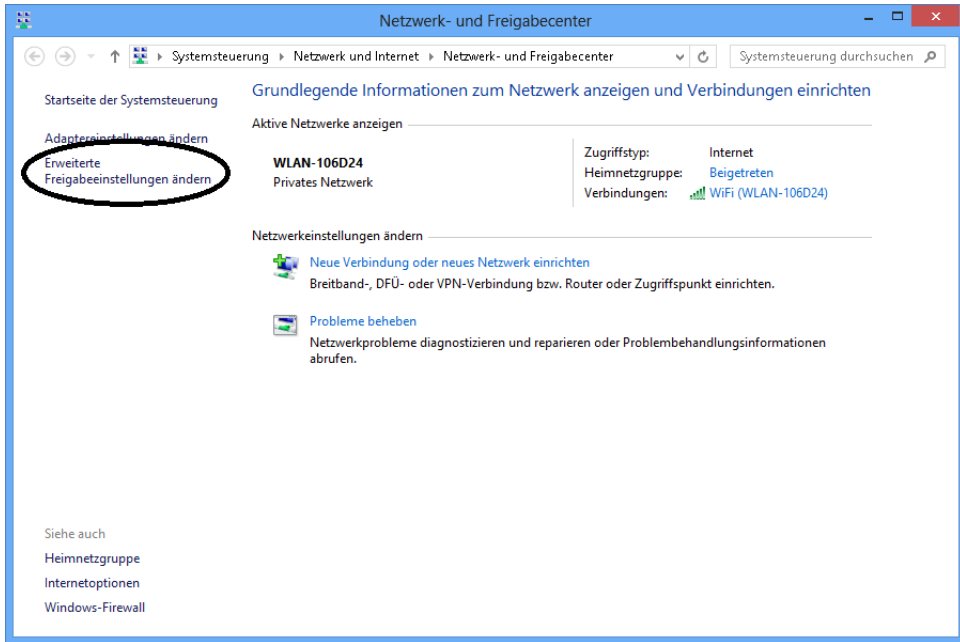 Netzwerk- und Freigabecenter
Systemsteuerung Netzwerk und Internet Netzwerk- und Freigabecenter
Systemsteuerung durchsuchen
Startseite der Systemsteuerung
Adaptereinstellungen ändern
Erweiterte
Freigabeeinstellungen ändern
Grundlegende Informationen zum Netzwerk anzeigen und Verbindungen einrichten
Aktive Netzwerke anzeigen
WLAN-106D24
Privates Netzwerk
Zugriffstyp: Internet
Heimnetzgruppe: Beigetreten
Verbindungen: WiFi (WLAN-106D24)
Netzwerkeinstellungen ändern
Neue Verbindung oder neues Netzwerk einrichten
Breitband-, DFÜ- oder VPN-Verbindung bzw. Router oder Zugriffspunkt einrichten.
Probleme beheben
Netzwerkprobleme diagnostizieren und reparieren oder Problembehandlungsinformationen
abrufen.
Siehe auch
Heimnetzgruppe
Internetoptionen
Windows-Firewall